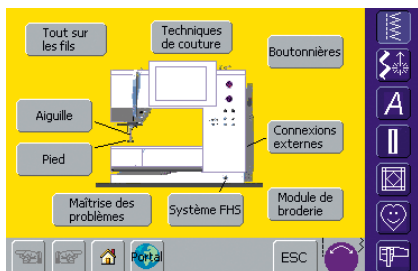 Tout sur
les fils
Techniques
de couture
Boutonnières
Aiguille
Pied
Connexions
externes
Maîtrise des
problèmes
Système FHS
Module de
broderie
Portal
ESC
A